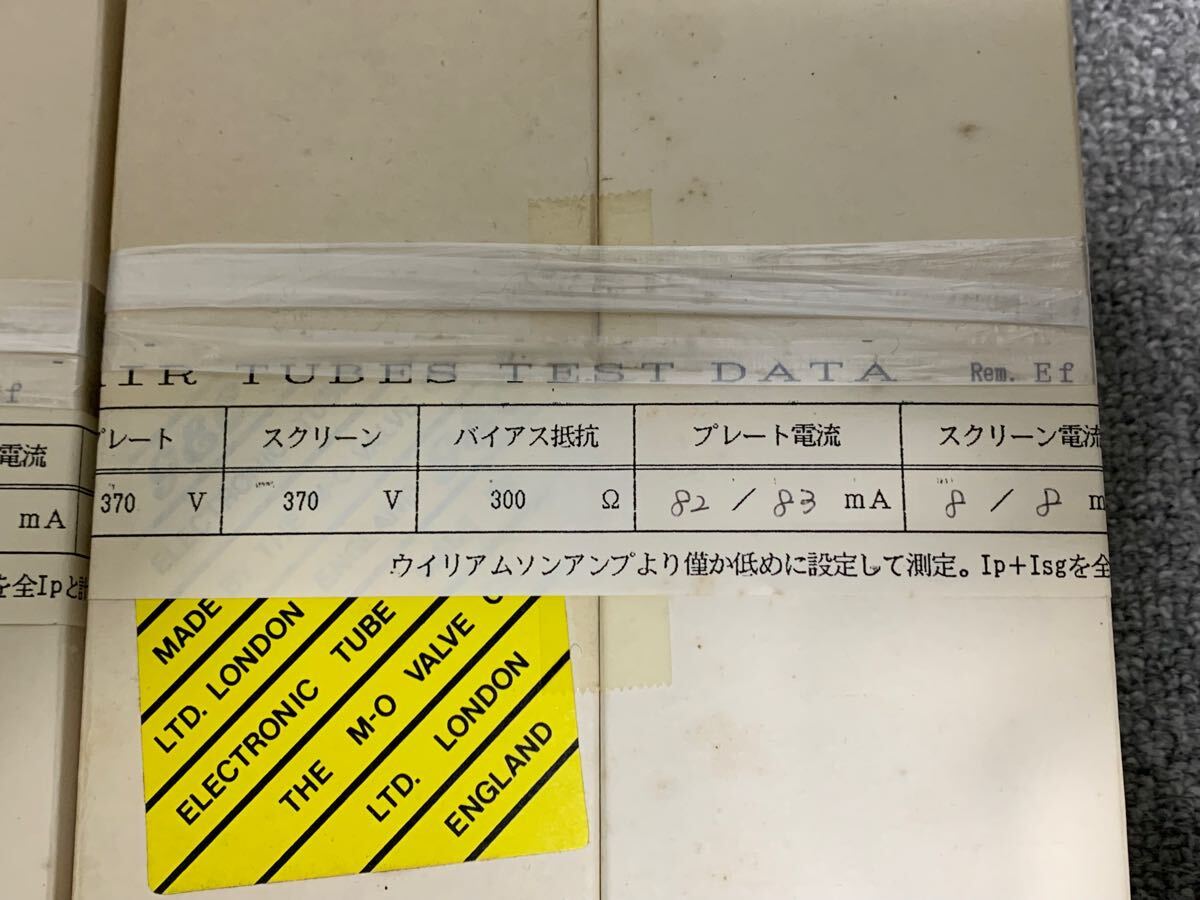 TUBES TEST DATA Rem. Ef
プレート スクリーン バイアス抵抗 プレート電流 スクリーン電流
370 V 370 V 300 Ω 82 / 83 mA 8 / 8 m
ウイリアムソンアンプより僅か低めに設定して測定。Ip+Isgを全
f
電流
mA
を全Ipと計
MADE
LTD. LONDON
ELECTRONIC TUBE
THE M-O VALVE C
LTD. LONDON
ENGLAND